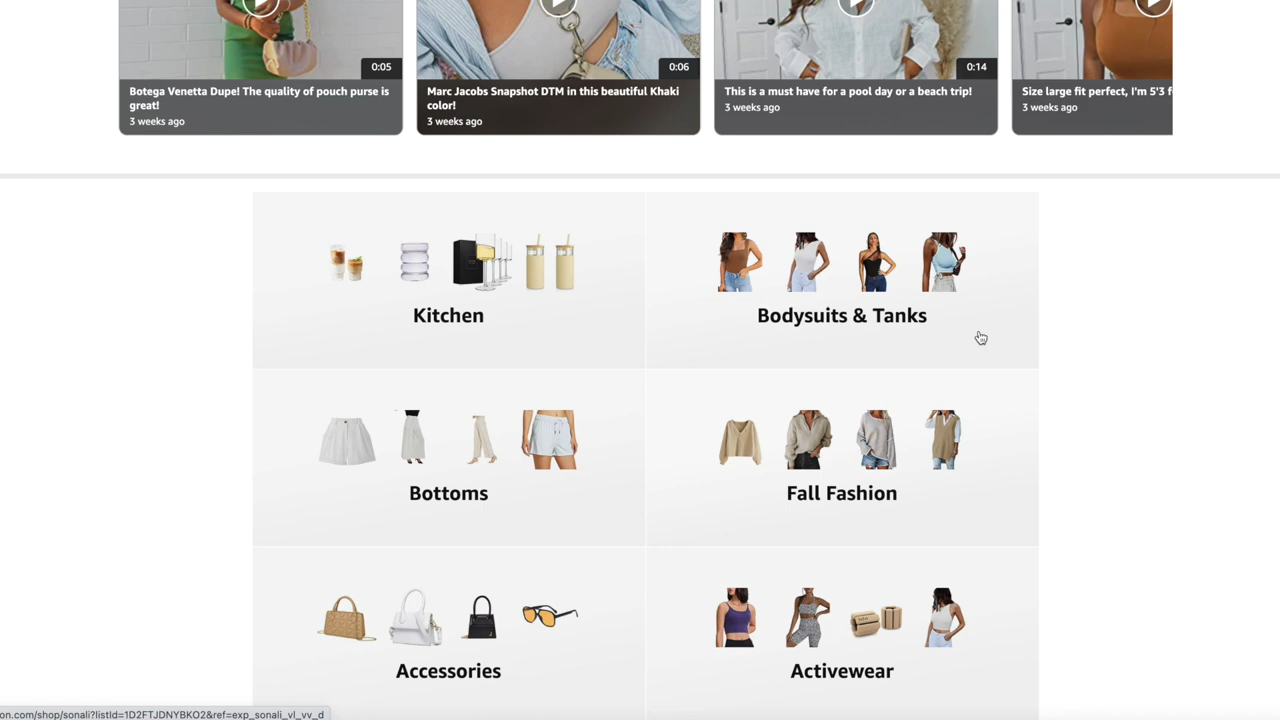 0:05
0:06
0:14
Botega Venetta Dupe! The quality of pouch purse is
great!
3 weeks ago
Marc Jacobs Snapshot DTM in this beautiful Khaki
color!
3 weeks ago
This is a must have for a pool day or a beach trip!
3 weeks ago
Size large fit perfect, I'm 5'3
3 weeks ago
Kitchen
Bodysuits & Tanks
Bottoms
Fall Fashion
Accessories
Activewear
on.com/shop/sonali?listId=1D2FTJDNYBKO2&ref=exp_sonali_vl_vv_d